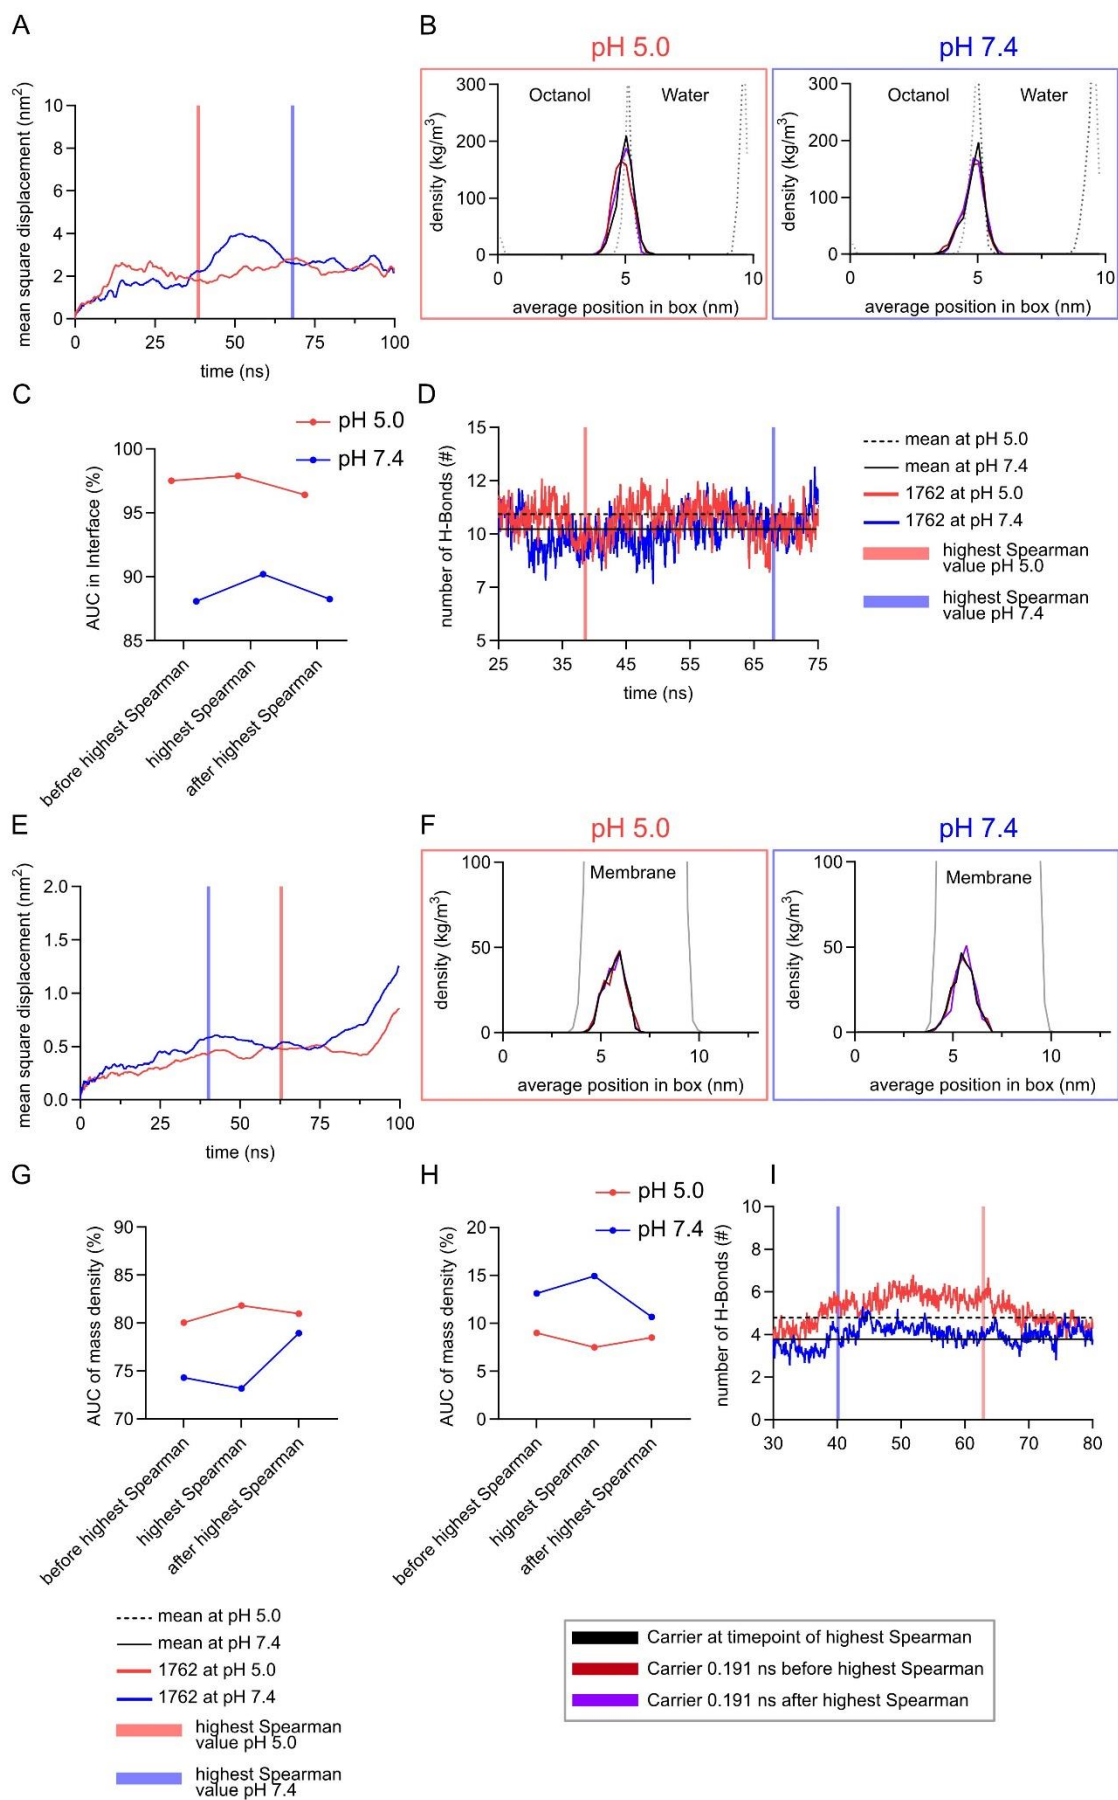 A
mean square displacement (nm²)
10
8
6
4
2
0
0
25
50
75
100
time (ns)
B
pH 5.0
300
200
100
0
density (kg/m³)
Octanol
Water
0
5
10
average position in box (nm)
pH 7.4
300
200
100
0
density (kg/m³)
Octanol
Water
0
5
10
average position in box (nm)
C
pH 5.0
pH 7.4
AUC in Interface (%)
100
95
90
85
before highest Spearman
highest Spearman
after highest Spearman
D
number of H-Bonds (#)
15
12
10
7
5
25
35
45
55
65
75
time (ns)
mean at pH 5.0
mean at pH 7.4
1762 at pH 5.0
1762 at pH 7.4
highest Spearman
value pH 5.0
highest Spearman
value pH 7.4
E
mean square displacement (nm²)
2.0
1.5
1.0
0.5
0.0
0
25
50
75
100
time (ns)
F
pH 5.0
density (kg/m³)
100
50
0
Membrane
0
5
10
average position in box (nm)
pH 7.4
density (kg/m³)
100
50
0
Membrane
0
5
10
average position in box (nm)
G
AUC of mass density (%)
90
85
80
75
70
before highest Spearman
highest Spearman
after highest Spearman
H
pH 5.0
pH 7.4
AUC of mass density (%)
20
15
10
5
0
before highest Spearman
highest Spearman
after highest Spearman
I
number of H-Bonds (#)
10
8
6
4
2
0
30
40
50
60
70
80
mean at pH 5.0
mean at pH 7.4
1762 at pH 5.0
1762 at pH 7.4
highest Spearman
value pH 5.0
highest Spearman
value pH 7.4
Carrier at timepoint of highest Spearman
Carrier 0.191 ns before highest Spearman
Carrier 0.191 ns after highest Spearman